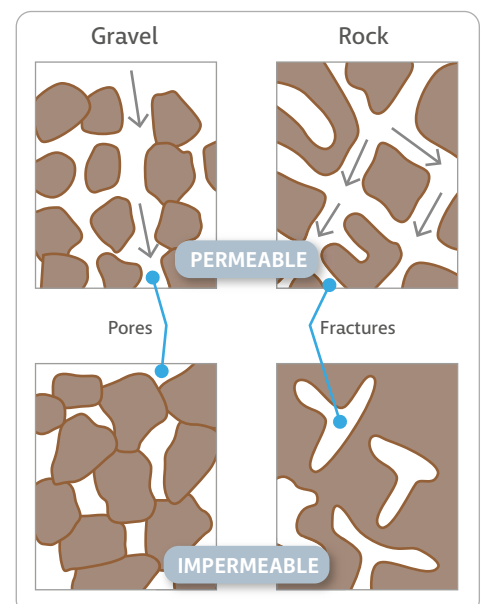 Gravel
Rock
PERMEABLE
Pores
Fractures
IMPERMEABLE